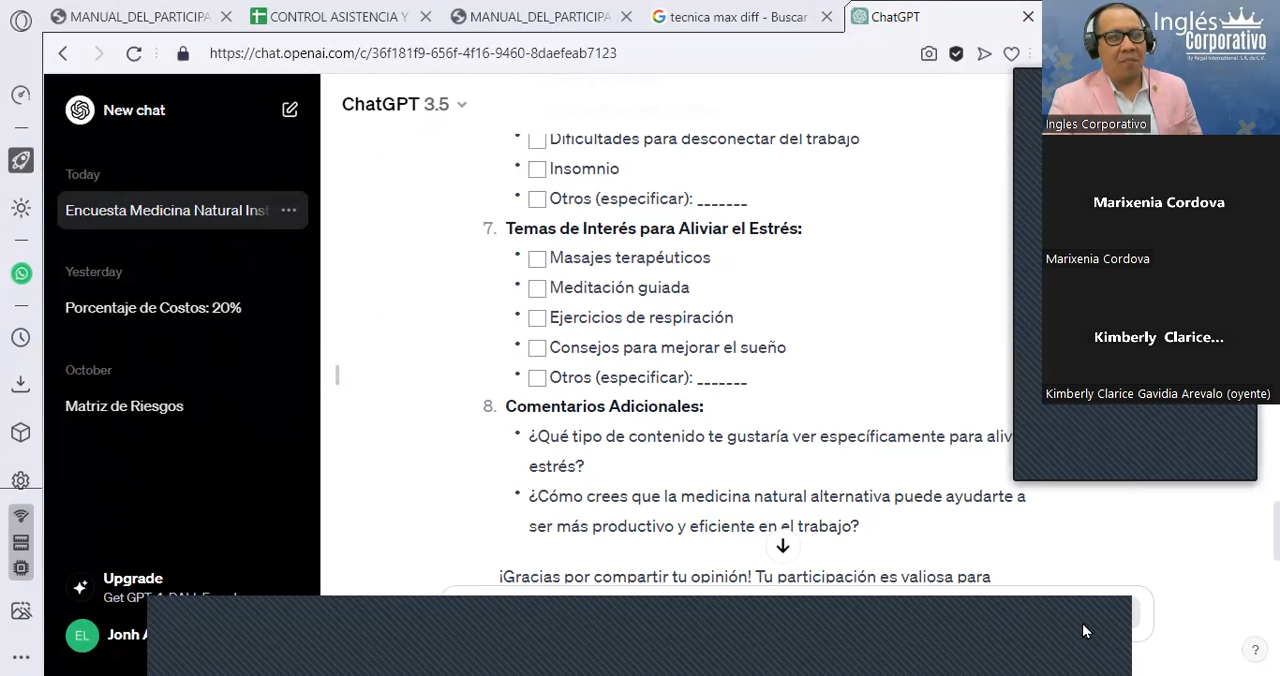 MANUAL_DEL_PARTICIPA
CONTROL ASISTENCIA Y
MANUAL_DEL_PARTICIPA
tecnica max diff - Buscar
ChatGPT
https://chat.openai.com/c/36f181f9-656f-4f16-9460-8daefeab7123
New chat
Today
Encuesta Medicina Natural Inst
Yesterday
Porcentaje de Costos: 20%
October
Matriz de Riesgos
Upgrade
EL
Jonh A
ChatGPT 3.5
Dificultades para desconectar del trabajo
Insomnio
Otros (especificar): _______
7. Temas de Interés para Aliviar el Estrés:
Masajes terapéuticos
Meditación guiada
Ejercicios de respiración
Consejos para mejorar el sueño
Otros (especificar): _______
8. Comentarios Adicionales:
¿Qué tipo de contenido te gustaría ver específicamente para aliv
estrés?
¿Cómo crees que la medicina natural alternativa puede ayudarte a
ser más productivo y eficiente en el trabajo?
¡Gracias por compartir tu opinión! Tu participación es valiosa para
?
Inglés
Corporativo
By Regal International, S.A. de C.V.
Ingles Corporativo
Marixenia Cordova
Marixenia Cordova
Kimberly Clarice...
Kimberly Clarice Gavidia Arevalo (oyente)